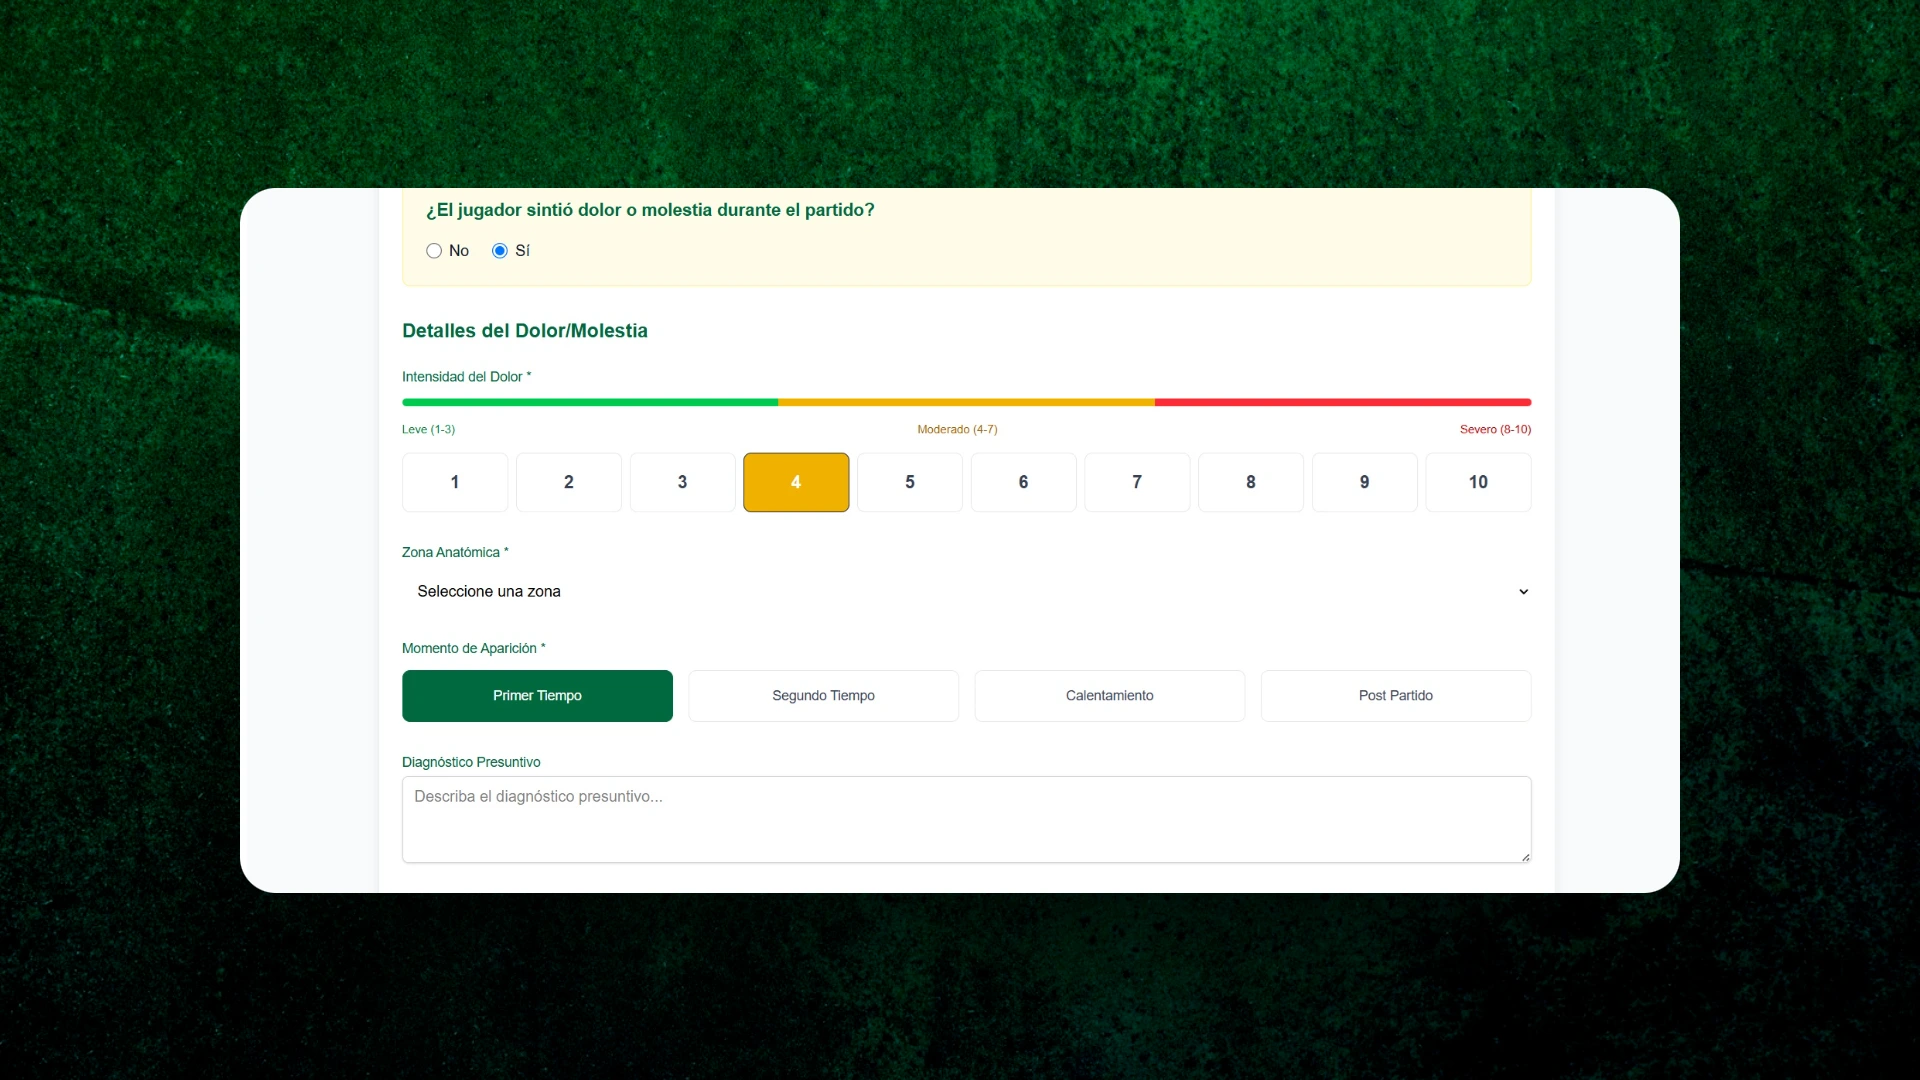 ¿El jugador sintió dolor o molestia durante el partido?
No Sí
Detalles del Dolor/Molestia
Intensidad del Dolor *
Leve (1-3) Moderado (4-7) Severo (8-10)
1 2 3 4 5 6 7 8 9 10
Zona Anatómica *
Seleccione una zona
Momento de Aparición *
Primer Tiempo Segundo Tiempo Calentamiento Post Partido
Diagnóstico Presuntivo
Describa el diagnóstico presuntivo...